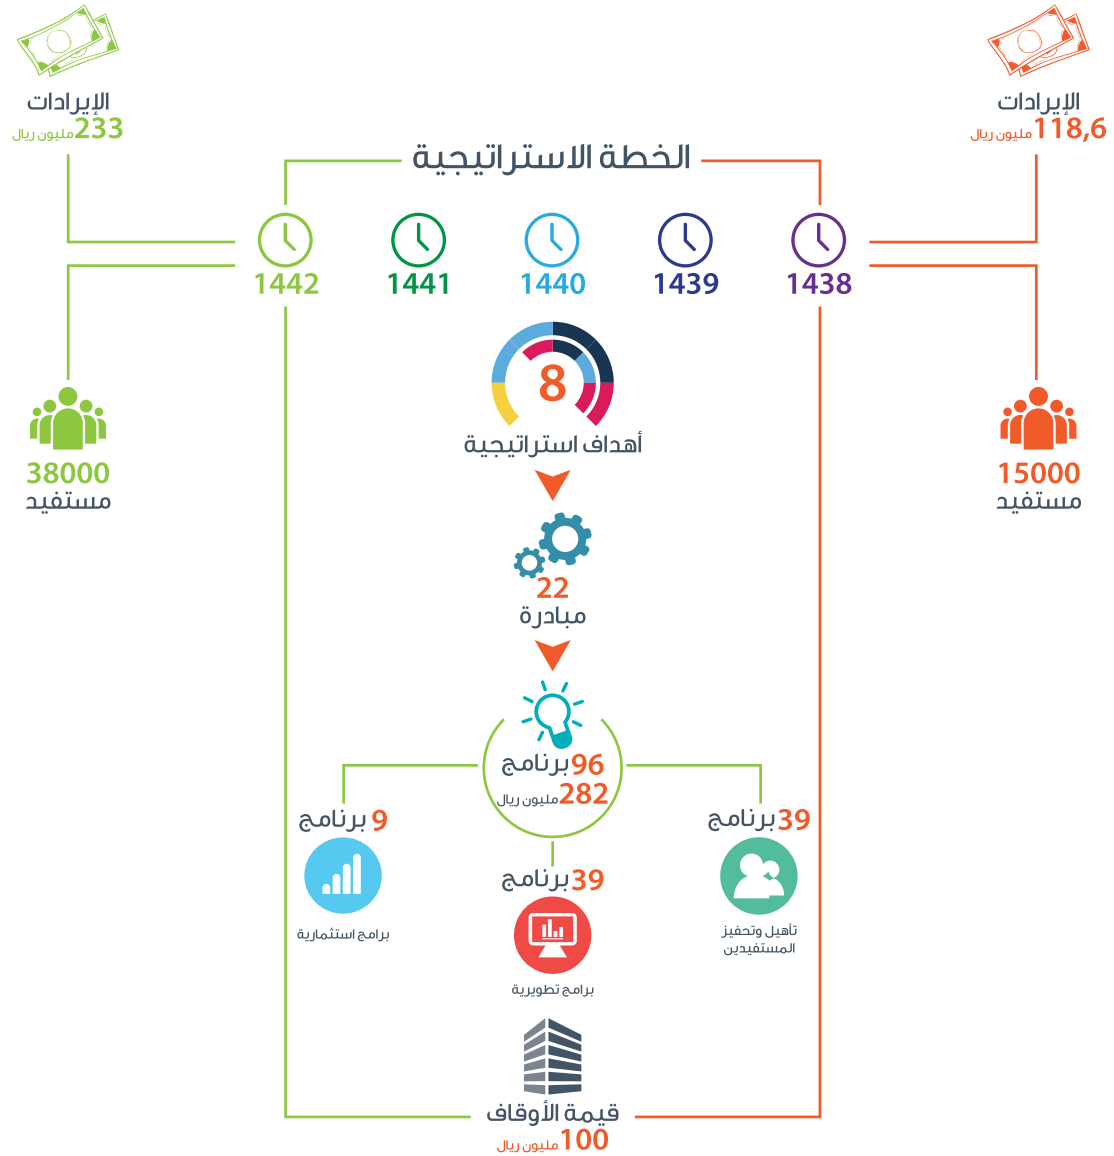 الإيرادات
118,6 مليون ريال
الإيرادات
233 مليون ريال
الخطة الاستراتيجية
1438
1439
1440
1441
1442
15000
مستفيد
38000
مستفيد
8
أهداف استراتيجية
22
مبادرة
96 برنامج
282 مليون ريال
39 برنامج
تأهيل وتحفيز
المستفيدين
39 برنامج
برامج تطويرية
9 برنامج
برامج استثمارية
قيمة الأوقاف
100 مليون ريال